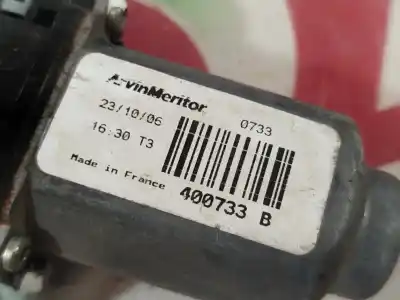 ArvinMeritor
23/10/06
0733
16:30 T3
Made in France
400733 B